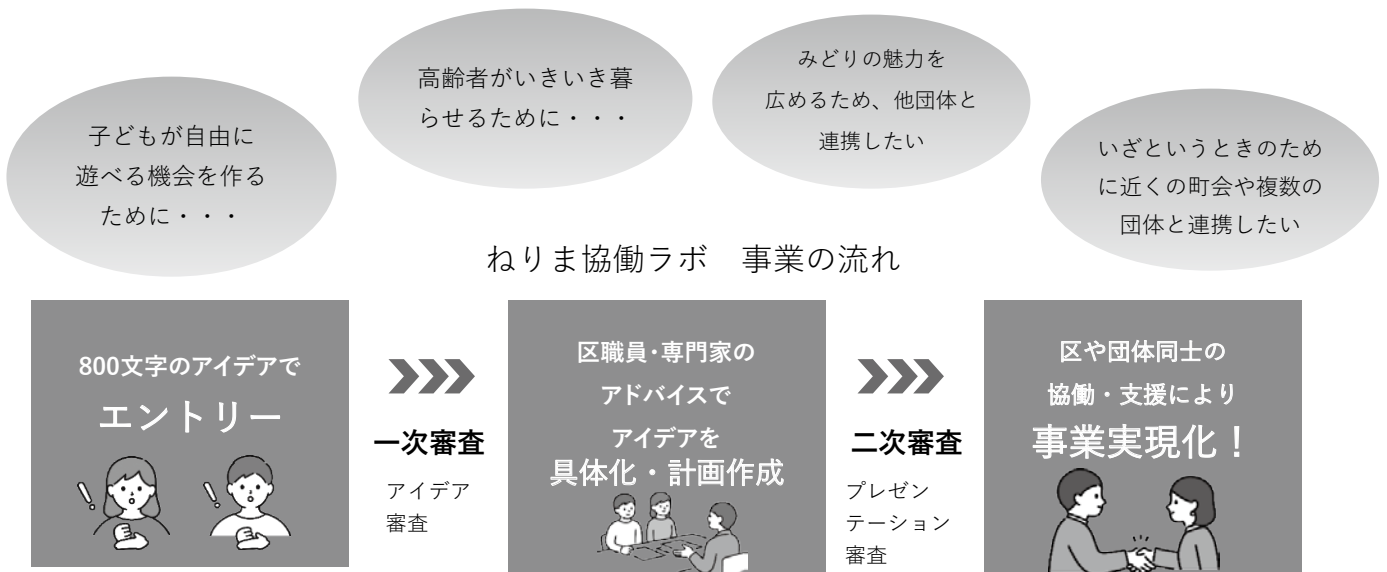 子どもが自由に
遊べる機会を作る
ために・・・
高齢者がいきいき暮
らせるために・・・
みどりの魅力を
広めるため、他団体と
連携したい
いざというときのため
に近くの町会や複数の
団体と連携したい
ねりま協働ラボ　事業の流れ
800文字のアイデアで
エントリー
一次審査
アイデア
審査
区職員・専門家の
アドバイスで
アイデアを
具体化・計画作成
二次審査
プレゼン
テーション
審査
区や団体同士の
協働・支援により
事業実現化！